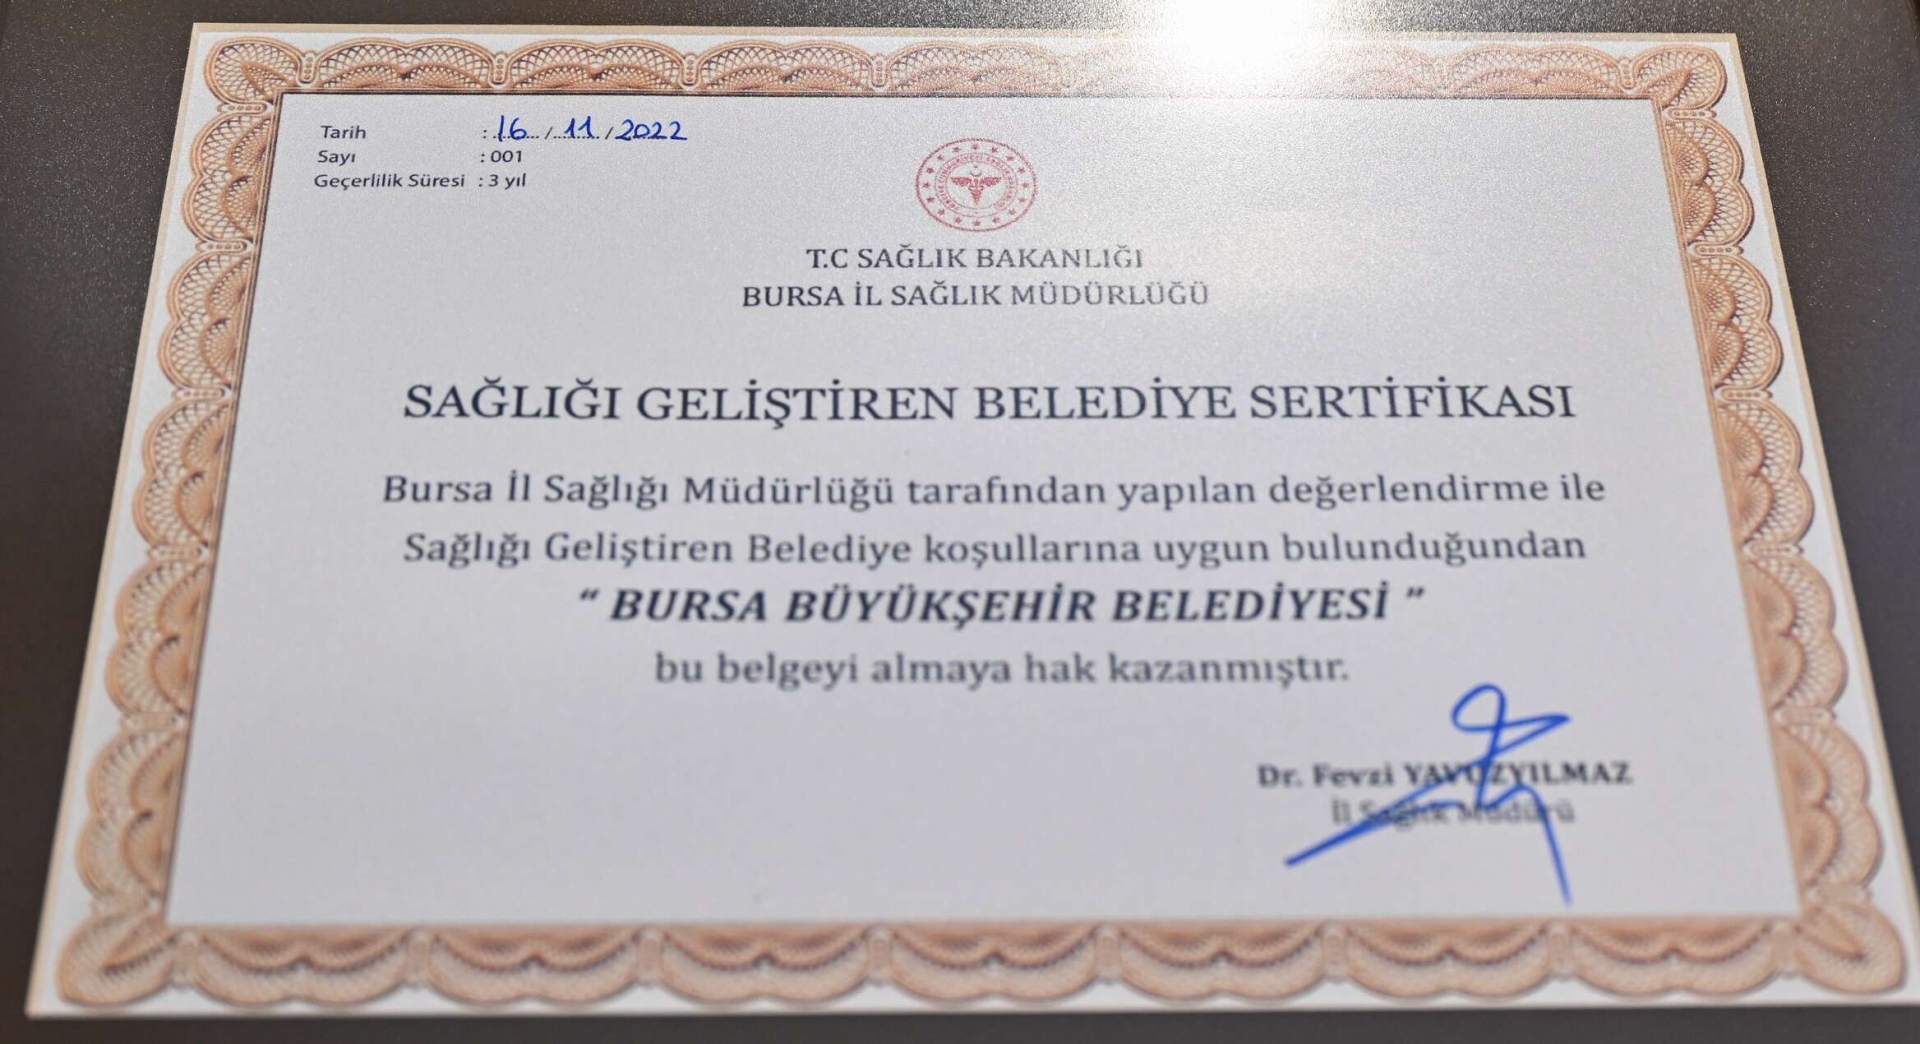 Tarih : 16 / 11 / 2022
Sayı : 001
Geçerlilik Süresi : 3 yıl
T.C SAĞLIK BAKANLIĞI
BURSA İL SAĞLIK MÜDÜRLÜĞÜ
SAĞLIĞI GELİŞTİREN BELEDİYE SERTİFİKASI
Bursa İl Sağlığı Müdürlüğü tarafından yapılan değerlendirme ile
Sağlığı Geliştiren Belediye koşullarına uygun bulunduğundan
“ BURSA BÜYÜKŞEHİR BELEDİYESİ ”
bu belgeyi almaya hak kazanmıştır.
Dr. Fevzi YAVUZYILMAZ
İl Sağlık Müdürü